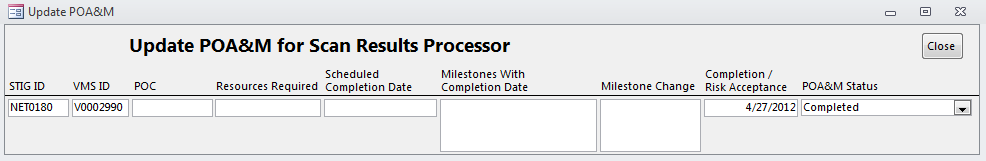 Update POA&M
Update POA&M for Scan Results Processor
Close
STIG ID
VMS ID
POC
Resources Required
Scheduled
Completion Date
Milestones With
Completion Date
Milestone Change
Completion /
Risk Acceptance
POA&M Status
NET0180
V0002990
4/27/2012
Completed